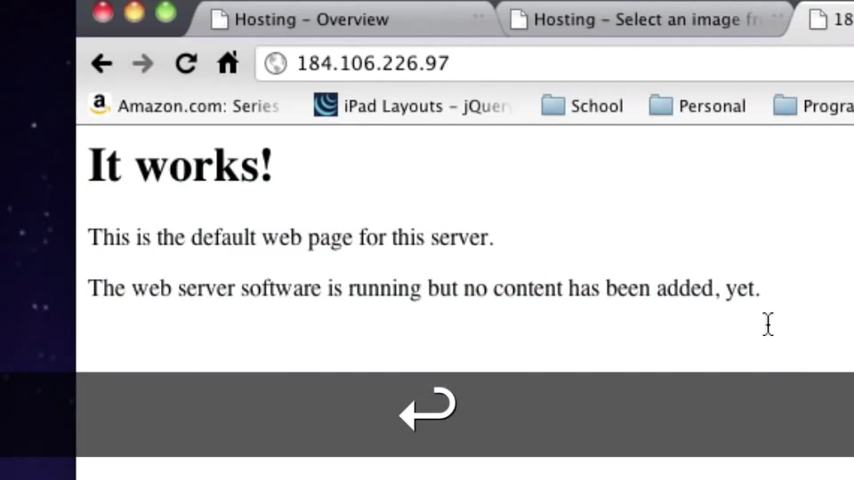 Hosting – Overview
Hosting – Select an image fr
18
184.106.226.97
Amazon.com: Series
iPad Layouts – jQuer
School
Personal
Progra
It works!
This is the default web page for this server.
The web server software is running but no content has been added, yet.